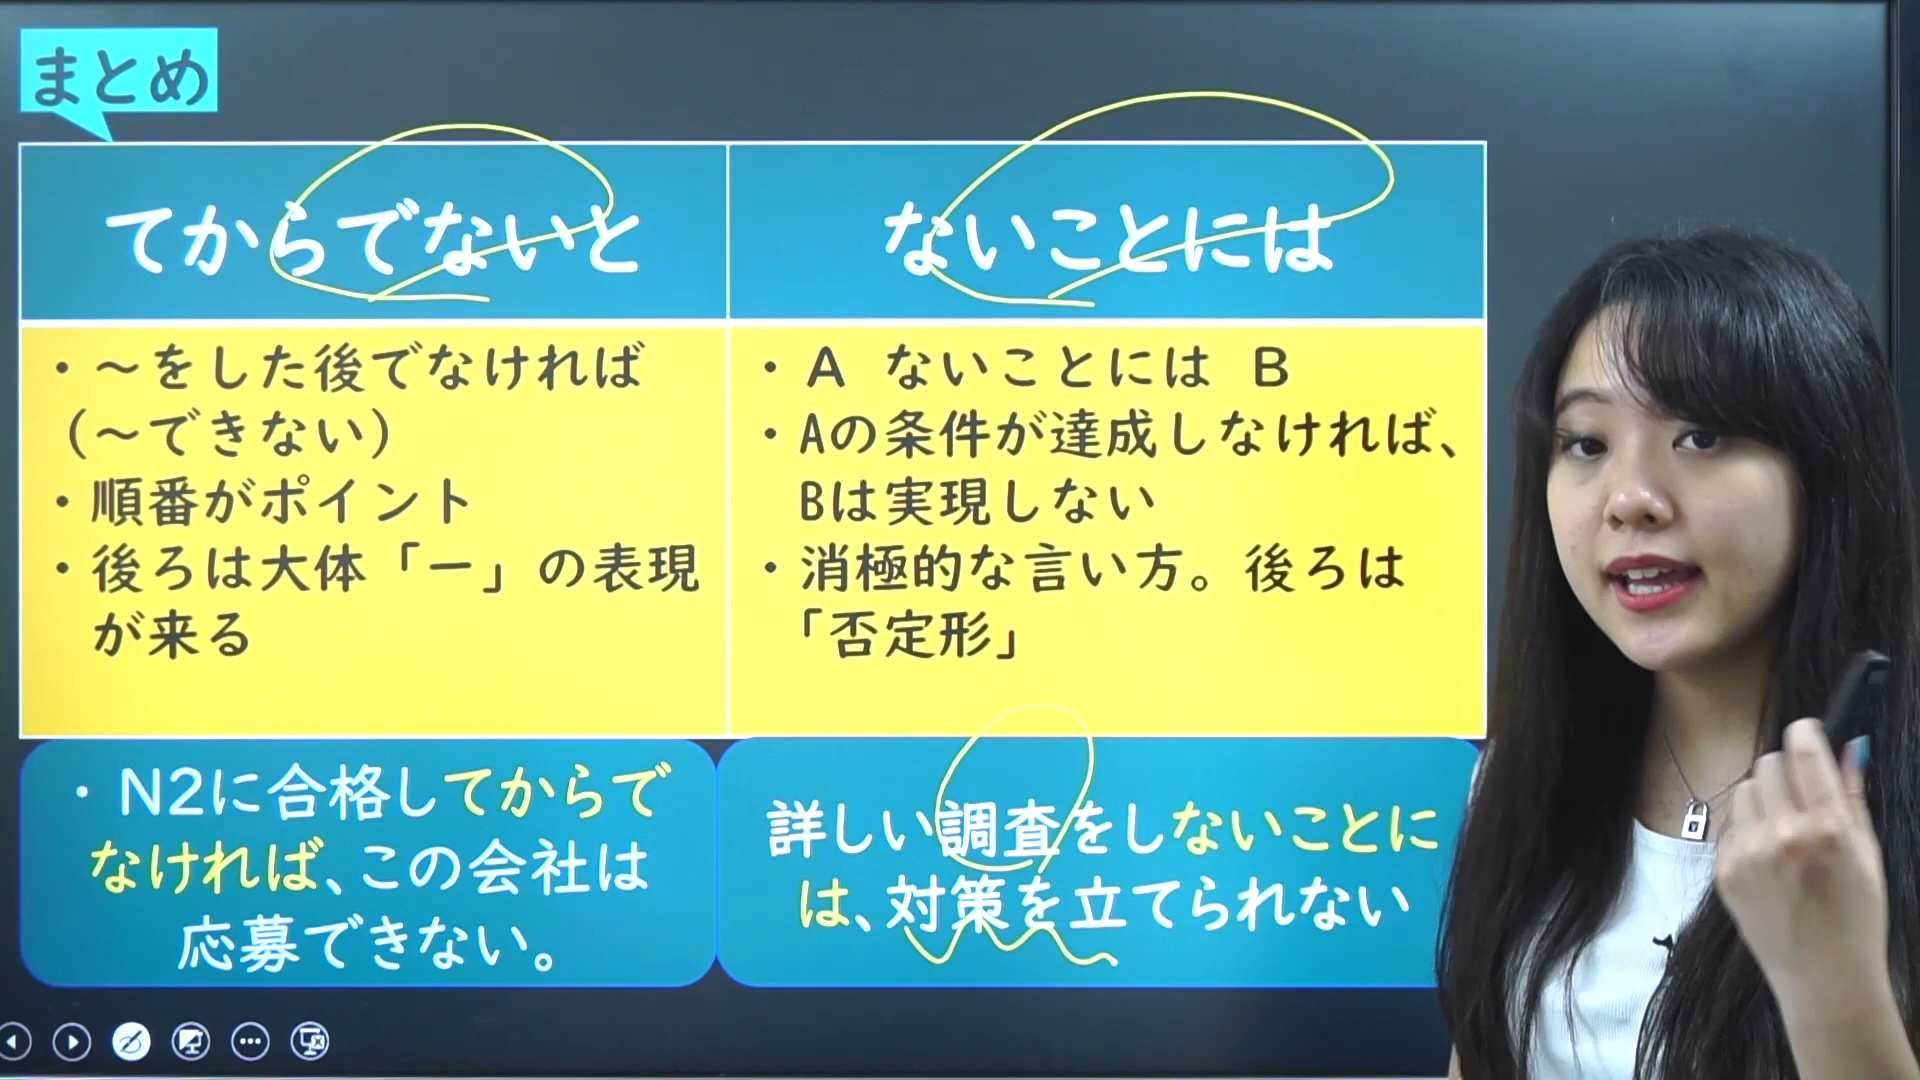 まとめ
てからでないと
ないことには
・～をした後でなければ
（～できない）
・順番がポイント
・後ろは大体「ー」の表現
が来る
・A ないことには B
・Aの条件が達成しなければ、
Bは実現しない
・消極的な言い方。後ろは
「否定形」
・N2に合格してからで
なければ、この会社は
応募できない。
詳しい調査をしないことに
は、対策を立てられない